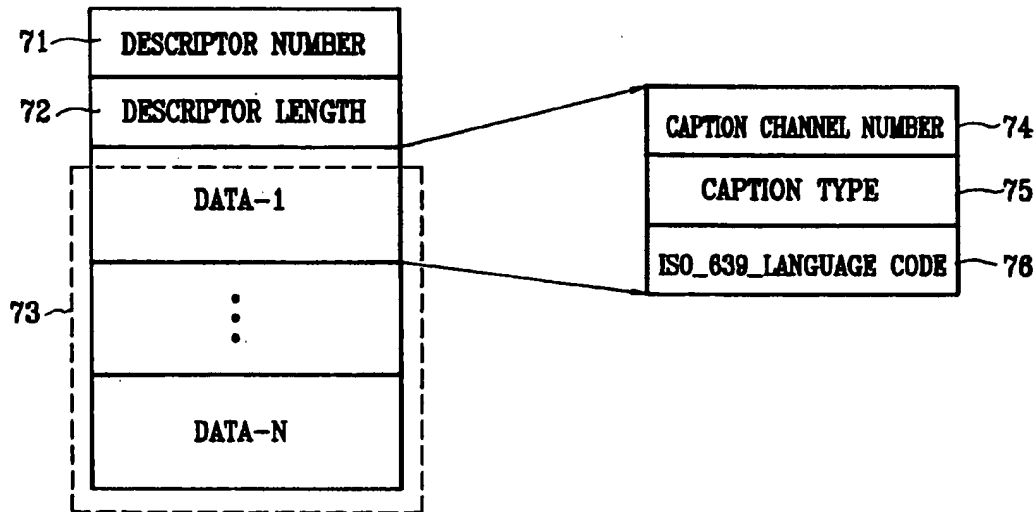 71 DESCRIPTOR NUMBER
72 DESCRIPTOR LENGTH
73
DATA-1
DATA-N
CAPTION CHANNEL NUMBER 74
CAPTION TYPE 75
ISO_639_LANGUAGE CODE 76